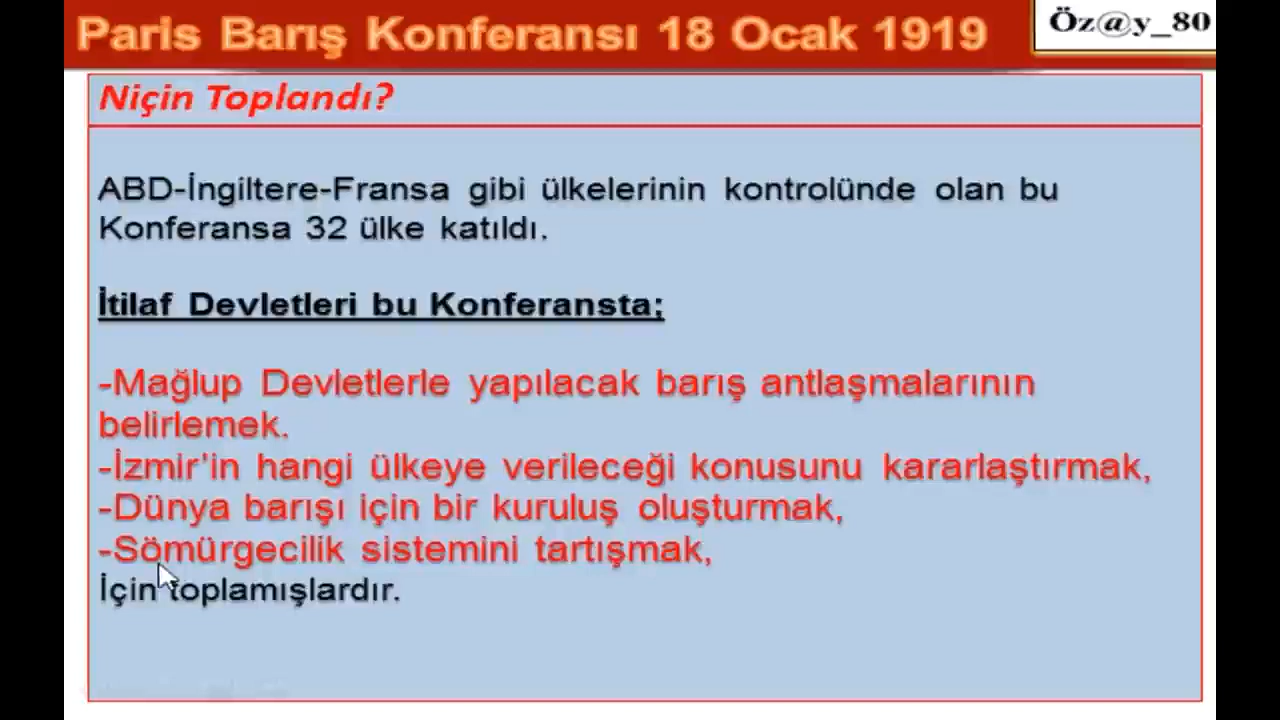 Paris Barış Konferansı 18 Ocak 1919
Öz@y_80
Niçin Toplandı?
ABD-İngiltere-Fransa gibi ülkelerinin kontrolünde olan bu
Konferansa 32 ülke katıldı.
İtilaf Devletleri bu Konferansta;
-Mağlup Devletlerle yapılacak barış antlaşmalarının
belirlemek.
-İzmir'in hangi ülkeye verileceği konusunu kararlaştırmak,
-Dünya barışı için bir kuruluş oluşturmak,
-Sömürgecilik sistemini tartışmak,
İçin toplamışlardır.